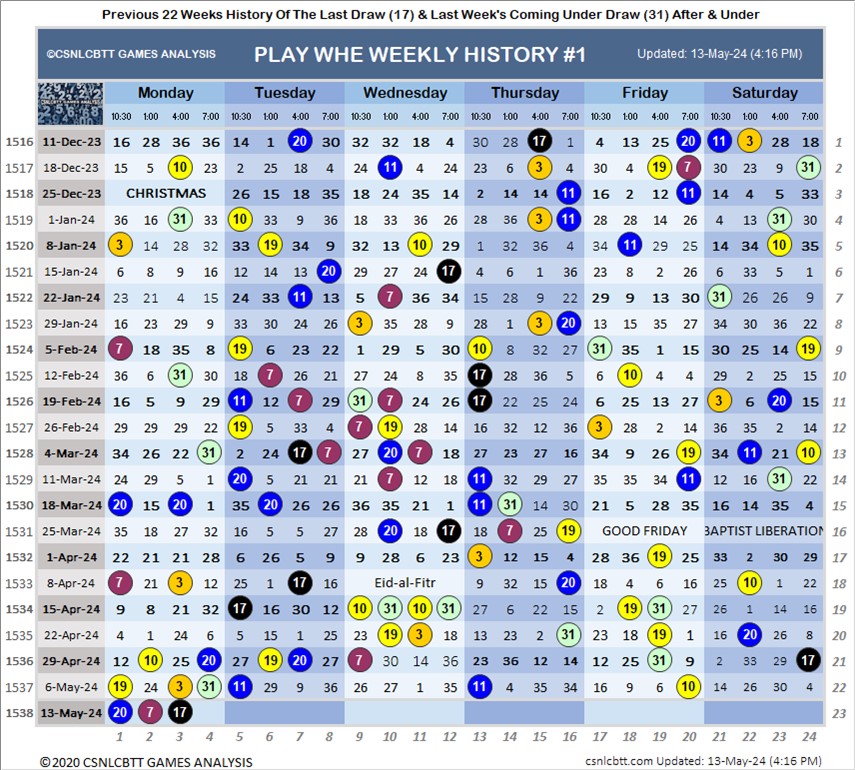 Previous 22 Weeks History Of The Last Draw (17) & Last Week's Coming Under Draw (31) After & Under
©CSNLCBTT GAMES ANALYSIS PLAY WHE WEEKLY HISTORY #1 Updated: 13-May-24 (4:16 PM)
CSNLCBTT GAMES ANALYSIS Monday Tuesday Wednesday Thursday Friday Saturday
10:30 1:00 4:00 7:00 10:30 1:00 4:00 7:00 10:30 1:00 4:00 7:00 10:30 1:00 4:00 7:00 10:30 1:00 4:00 7:00 10:30 1:00 4:00 7:00
1516 11-Dec-23 16 28 36 36 14 1 20 30 32 32 18 4 30 28 17 1 4 13 5 20 11 3 28 18 1
1517 18-Dec-23 15 5 10 23 2 25 18 4 24 11 4 24 23 6 3 4 30 4 19 7 30 23 9 31 2
1518 25-Dec-23 CHRISTMAS 26 15 18 35 18 24 35 14 2 14 14 11 16 2 12 11 14 4 5 33 3
1519 1-Jan-24 36 16 31 33 10 33 9 36 18 33 36 26 28 36 3 11 28 28 14 26 4 13 23 31 4
1520 8-Jan-24 3 14 28 32 33 19 34 9 32 13 10 29 1 32 36 4 34 11 29 25 14 34 10 35 5
1521 15-Jan-24 6 8 9 16 12 14 13 20 29 27 24 17 4 6 1 36 23 8 2 26 6 33 5 1 6
1522 22-Jan-24 23 21 4 15 24 33 11 13 5 7 36 34 15 28 9 22 29 9 13 30 31 26 26 9 7
1523 29-Jan-24 16 23 29 9 33 30 24 26 3 35 28 9 28 1 3 20 13 15 35 27 34 30 36 22 8
1524 5-Feb-24 7 18 35 8 19 6 23 22 1 29 5 30 10 8 32 27 31 35 1 15 30 25 14 19 9
1525 12-Feb-24 36 6 31 30 18 7 26 21 27 24 8 35 17 28 36 5 6 10 4 4 29 2 25 15 10
1526 19-Feb-24 16 5 9 29 11 12 7 29 31 7 24 26 17 22 25 24 6 25 13 27 3 6 20 15 11
1527 26-Feb-24 29 29 29 22 19 5 33 4 7 19 28 14 16 32 12 36 3 28 2 14 36 35 2 14 12
1528 4-Mar-24 34 26 22 31 2 24 17 7 27 20 7 18 27 23 27 16 34 9 26 19 34 11 21 10 13
1529 11-Mar-24 24 29 5 1 20 5 21 21 21 7 12 18 11 27 28 12 35 35 34 11 12 23 31 22 14
1530 18-Mar-24 20 15 20 1 35 20 26 26 36 35 21 1 11 31 14 30 21 5 28 35 16 14 35 4 15
1531 25-Mar-24 35 18 27 32 16 5 5 27 28 20 18 17 18 7 25 19 GOOD FRIDAY BAPTIST LIBERATION 16
1532 1-Apr-24 22 21 21 28 6 26 5 9 9 28 6 23 3 12 15 4 28 36 19 25 33 2 30 29 17
1533 8-Apr-24 7 21 3 12 25 1 17 16 Eid-al-Fitr 9 32 15 20 18 4 6 16 25 10 1 28 18
1534 15-Apr-24 9 8 21 32 17 16 30 12 10 31 10 31 27 6 22 15 2 19 31 27 26 1 14 16 19
1535 22-Apr-24 4 1 24 6 5 15 1 25 23 19 3 18 13 23 2 31 23 18 19 1 16 20 26 8 20
1536 29-Apr-24 12 10 25 20 27 19 20 27 7 30 14 36 23 36 12 14 12 25 31 9 2 33 21 17 21
1537 6-May-24 19 24 3 31 11 29 9 36 26 27 1 35 11 4 35 34 16 9 6 10 14 26 30 4 22
1538 13-May-24 20 7 17 23
1 2 3 4 5 6 7 8 9 10 11 12 13 14 15 16 17 18 19 20 21 22 23 24
©2020 CSNLCBTT GAMES ANALYSIS csnlcbtt.com Updated: 13-May-24 (4:16 PM)